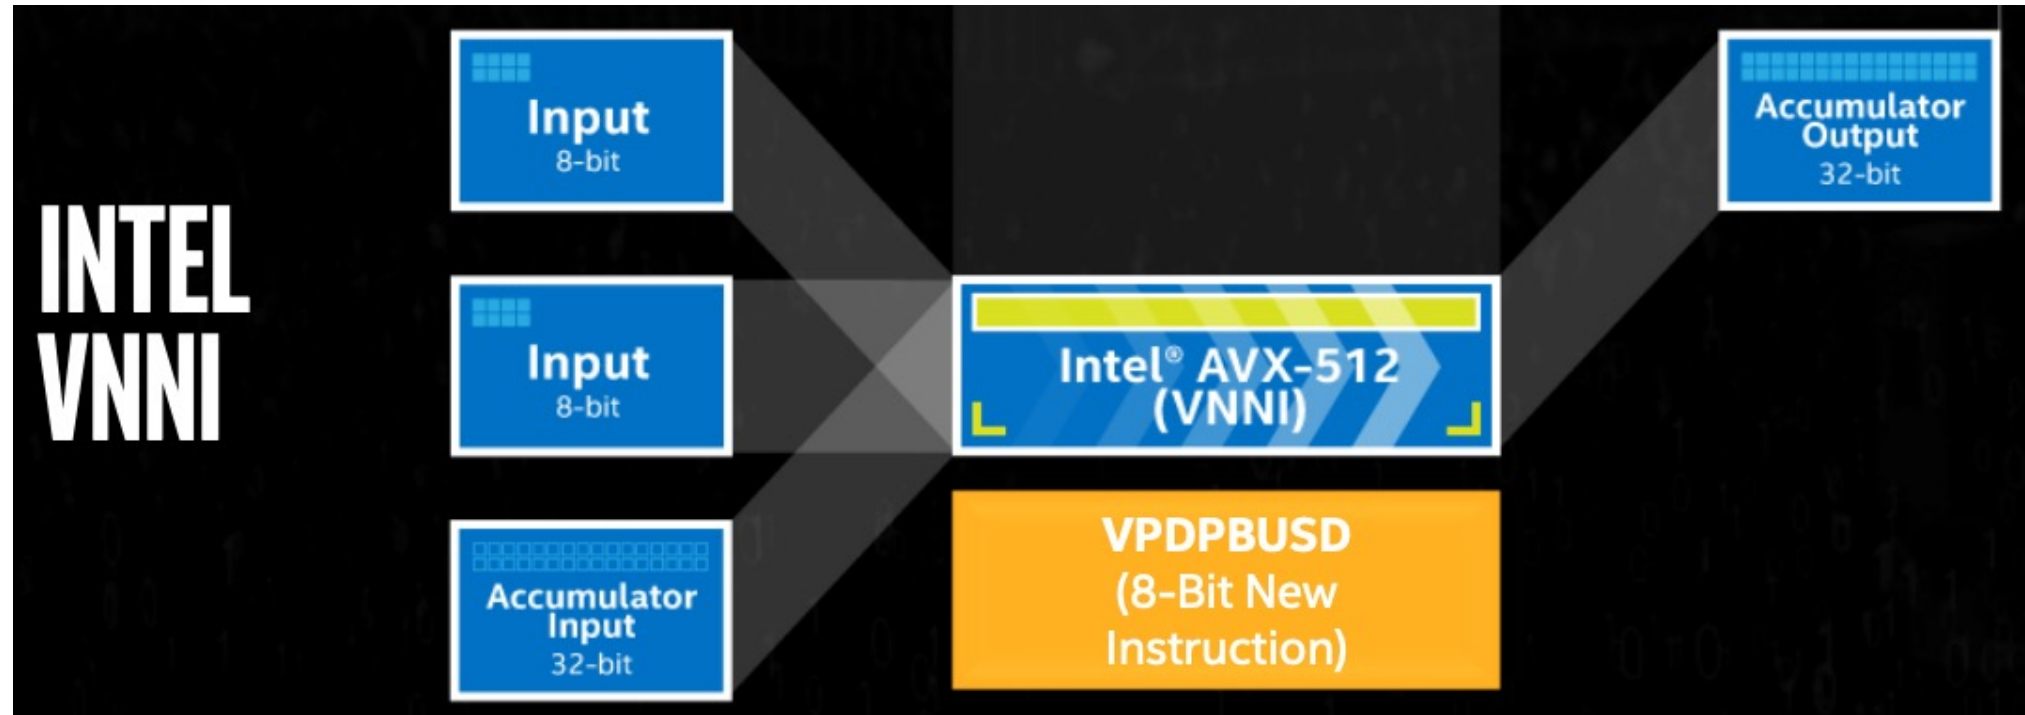 INTEL
VNNI
Input
8-bit
Input
8-bit
Accumulator
Input
32-bit
Intel® AVX-512
(VNNI)
VPDPBUSD
(8-Bit New
Instruction)
Accumulator
Output
32-bit